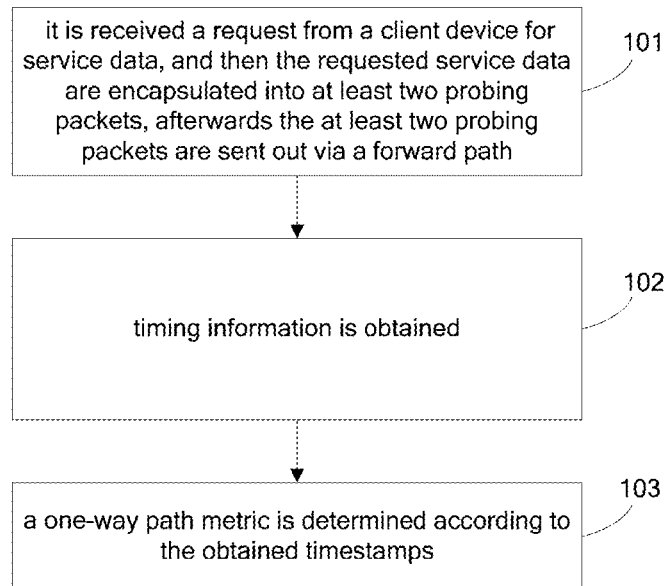 it is received a request from a client device for
service data, and then the requested service data
are encapsulated into at least two probing
packets, afterwards the at least two probing
packets are sent out via a forward path
101
timing information is obtained
102
a one-way path metric is determined according to
the obtained timestamps
103